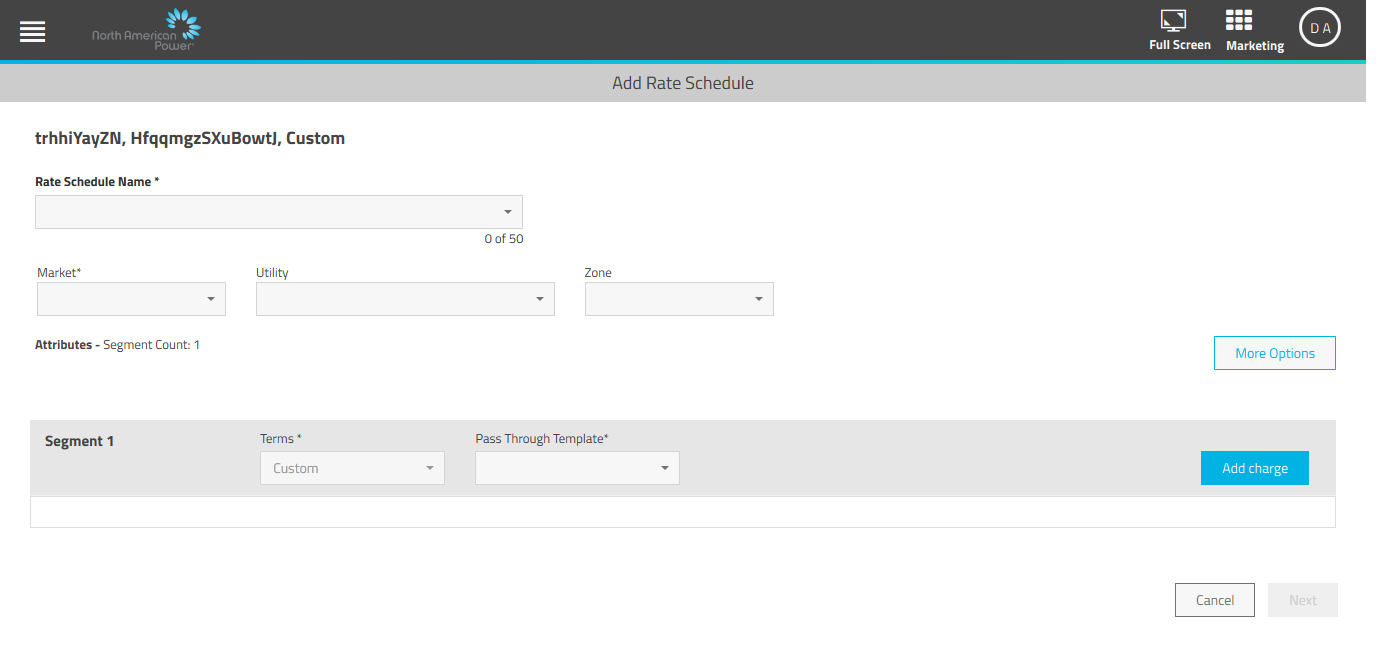 North American
Power
Full Screen
Marketing
D A
Add Rate Schedule
trhhiYayZN, HfqqmgzSXuBowtJ, Custom
Rate Schedule Name *
0 of 50
Market*
Utility
Zone
Attributes - Segment Count: 1
More Options
Segment 1
Terms *
Pass Through Template*
Custom
Add charge
Cancel
Next